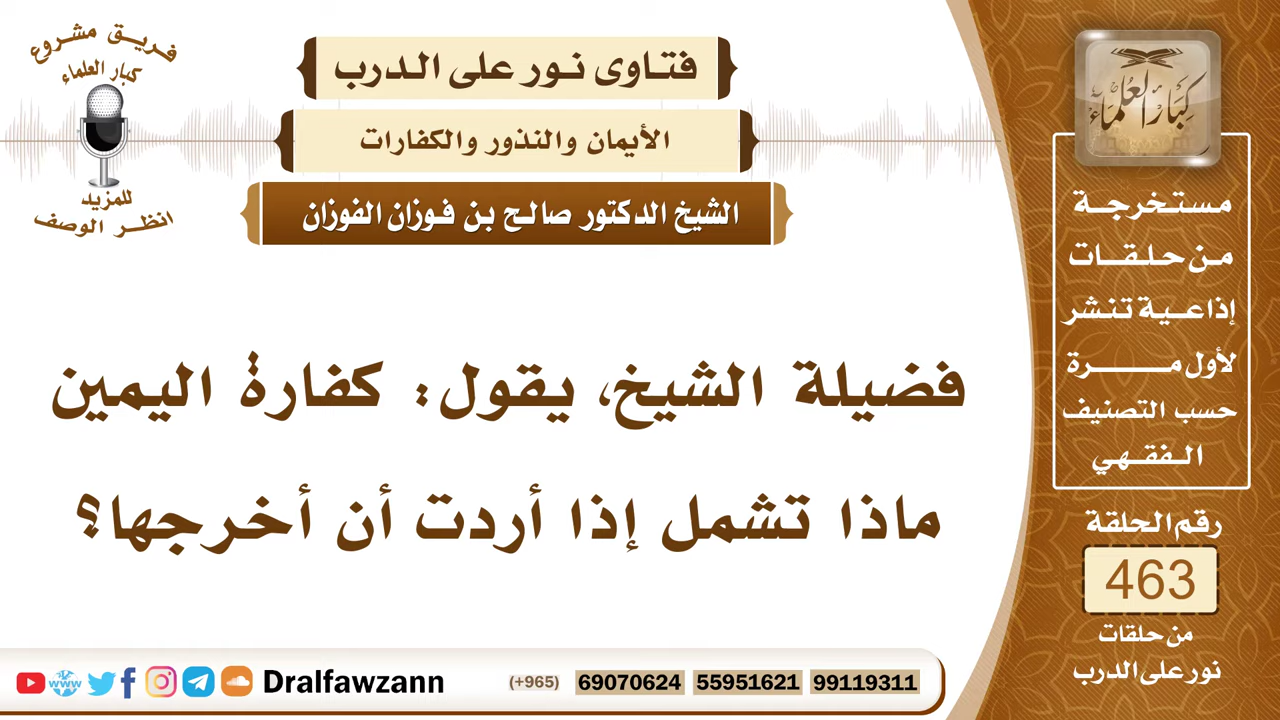 فريق مشروع
كبار العلماء
للمزيد
انظر الوصف
فتاوى نور على الدرب
الأيمان والنذور والكفارات
الشيخ الدكتور صالح بن فوزان الفوزان
فضيلة الشيخ، يقول: كفارةُ اليمين
ماذا تشمل إذا أردت أن أخرجها؟
كبار العلماء
مستخرجة
من حلقات
إذاعية تنشر
لأول مرة
حسب التصنيف
الفقهي
رقم الحلقة
463
من حلقات
نور على الدرب
www
Dralfawzann
(+965) 69070624 55951621 99119311